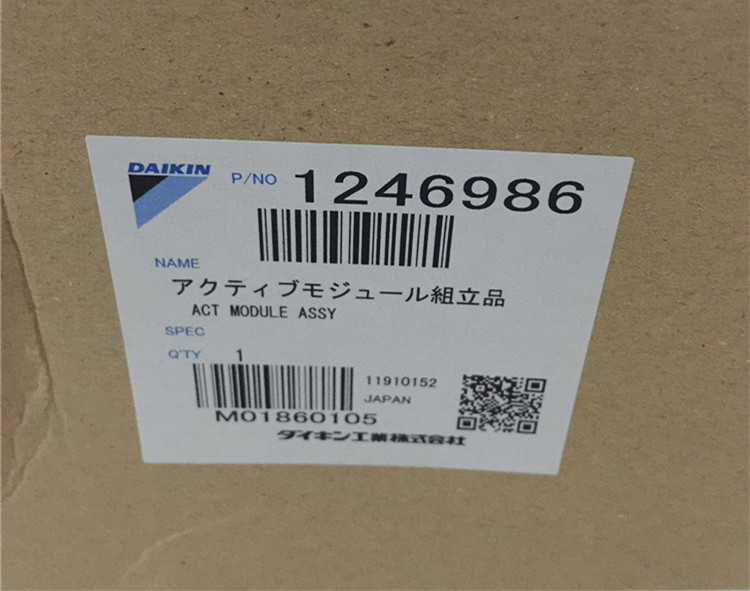 DAIKIN P/NO 1246986
NAME
アクティブモジュール組立品
ACT MODULE ASSY
SPEC
Q'TY 1
11910152
JAPAN
M01860105
ダイキン工業株式会社